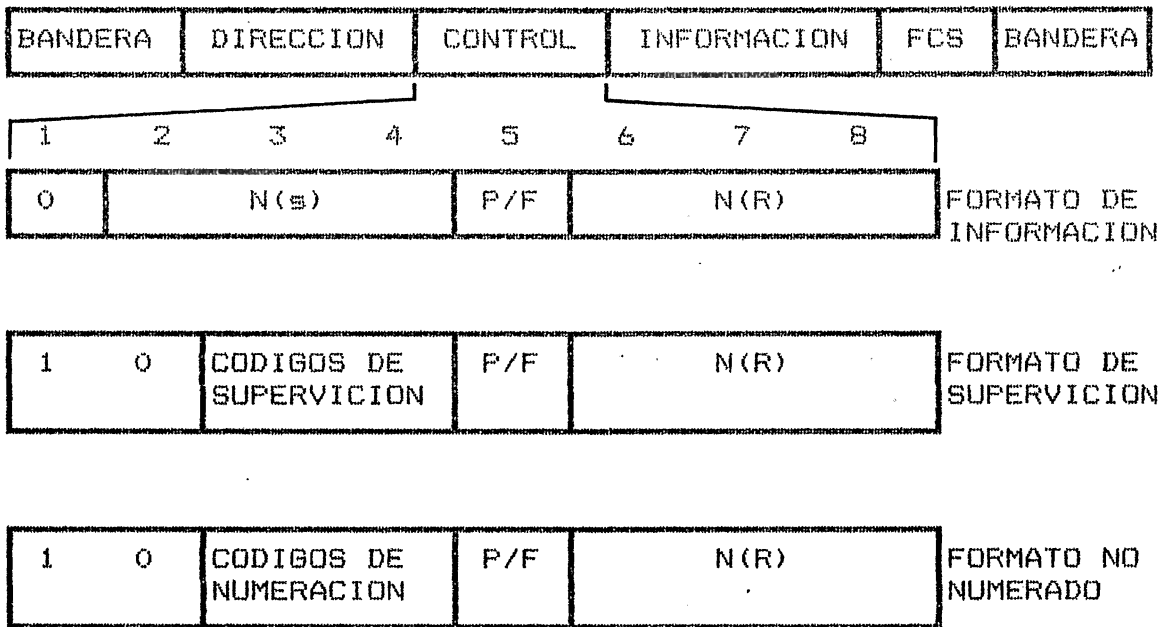 BANDERA DIRECCION CONTROL INFORMACION FCS BANDERA
1 2 3 4 5 6 7 8
0 N(s) P/F N(R) FORMATO DE
INFORMACION
1 0 CODIGOS DE P/F N(R) FORMATO DE
SUPERVICION SUPERVICION
1 0 CODIGOS DE P/F N(R) FORMATO NO
NUMERACION NUMERADO